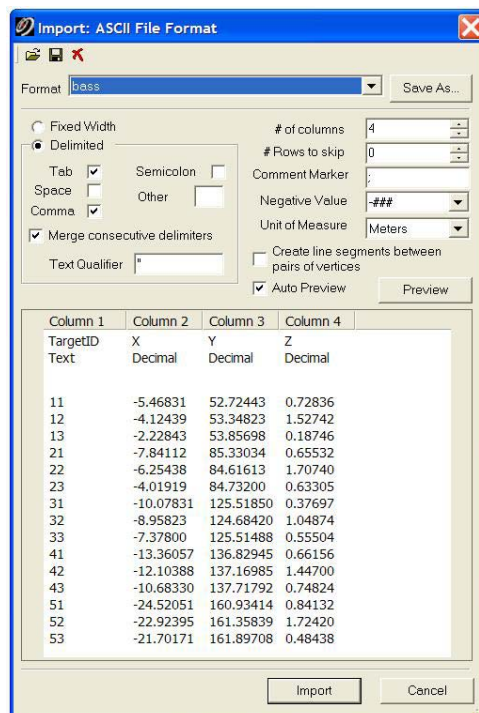 Import: ASCII File Format
Format bass Save As...
Fixed Width
Delimited
Tab Semicolon
Space Other
Comma
Merge consecutive delimiters
Text Qualifier "
# of columns 4
# Rows to skip 0
Comment Marker ;
Negative Value -###
Unit of Measure Meters
Create line segments between
pairs of vertices
Auto Preview Preview
Column 1 Column 2 Column 3 Column 4
TargetID X Y Z
Text Decimal Decimal Decimal
11 -5.46831 52.72443 0.72836
12 -4.12439 53.34823 1.52742
13 -2.22843 53.85698 0.18746
21 -7.84112 85.33034 0.65532
22 -6.25438 84.61613 1.70740
23 -4.01919 84.73200 0.63305
31 -10.07831 125.51850 0.37697
32 -8.95823 124.68420 1.04874
33 -7.37800 125.51488 0.55504
41 -13.36057 136.82945 0.66156
42 -12.10388 137.16985 1.44700
43 -10.68330 137.71792 0.74824
51 -24.52051 160.93414 0.84132
52 -22.92395 161.35839 1.72420
53 -21.70171 161.89708 0.48438
Import Cancel